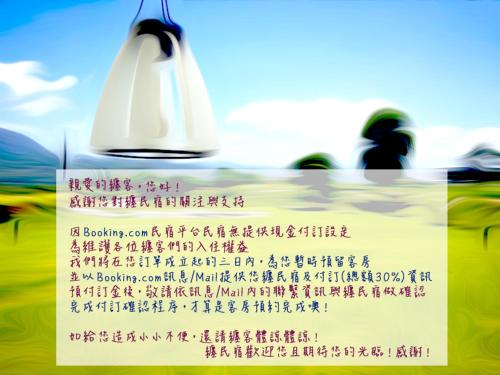 親愛的攄客，您好！
感謝您對攄民宿的關注與支持
因Booking.com民宿平台民宿無提供現金付訂設定
為維護各位攄客們的入住權益
我們將在您訂單成立起的三日內，為您暫時預留客房
並以Booking.com訊息/Mail提供您攄民宿及付訂(總額30%)資訊
預付訂金後，敬請依訊息/Mail內的聯繫資訊與攄民宿做確認
完成付訂確認程序，才算是客房預約完成噢！
如給您造成小小不便，還請攄客體諒體諒！
攄民宿歡迎您且期待您的光臨！感謝！